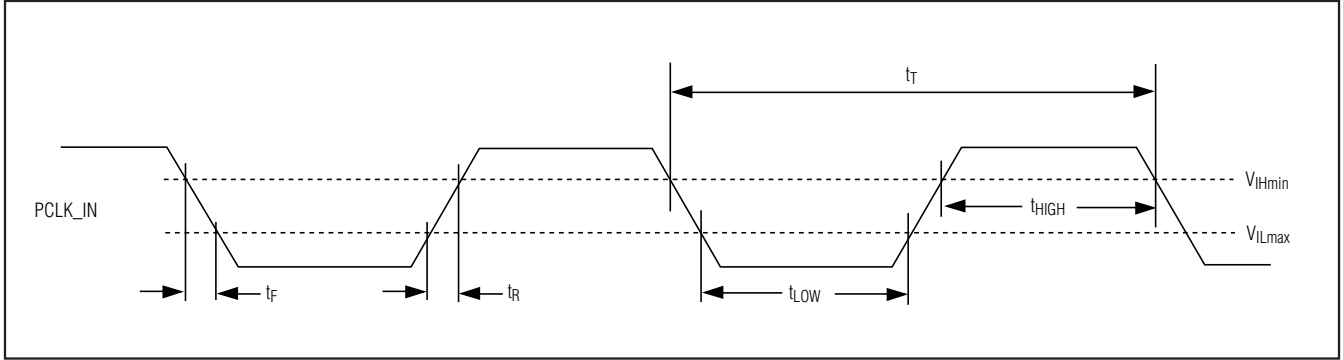 tT
VIHmin
PCLK_IN
tHIGH
VILmax
tF
tR
tLOW